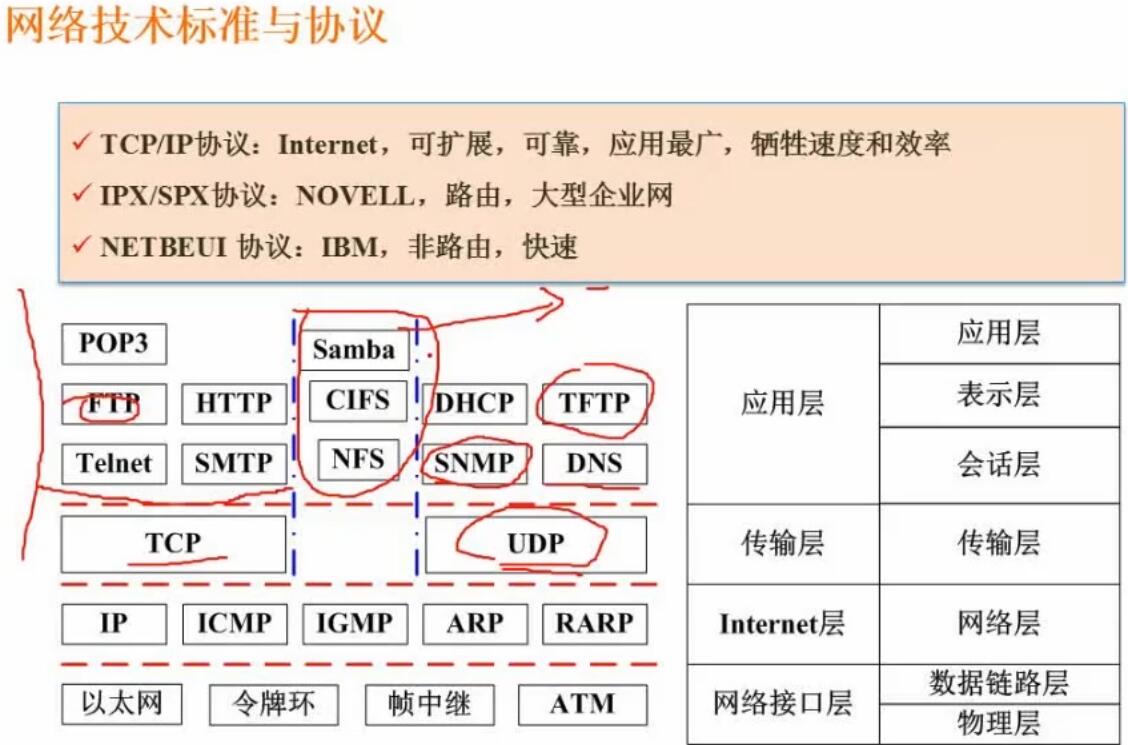 网络技术标准与协议
✓ TCP/IP协议：Internet，可扩展，可靠，应用最广，牺牲速度和效率
✓ IPX/SPX协议：NOVELL，路由，大型企业网
✓ NETBEUI 协议：IBM，非路由，快速
POP3 Samba
FTP HTTP CIFS DHCP TFTP
Telnet SMTP NFS SNMP DNS
TCP UDP
IP ICMP IGMP ARP RARP
以太网 令牌环 帧中继 ATM
应用层 应用层
表示层
会话层
传输层 传输层
Internet层 网络层
网络接口层 数据链路层
物理层